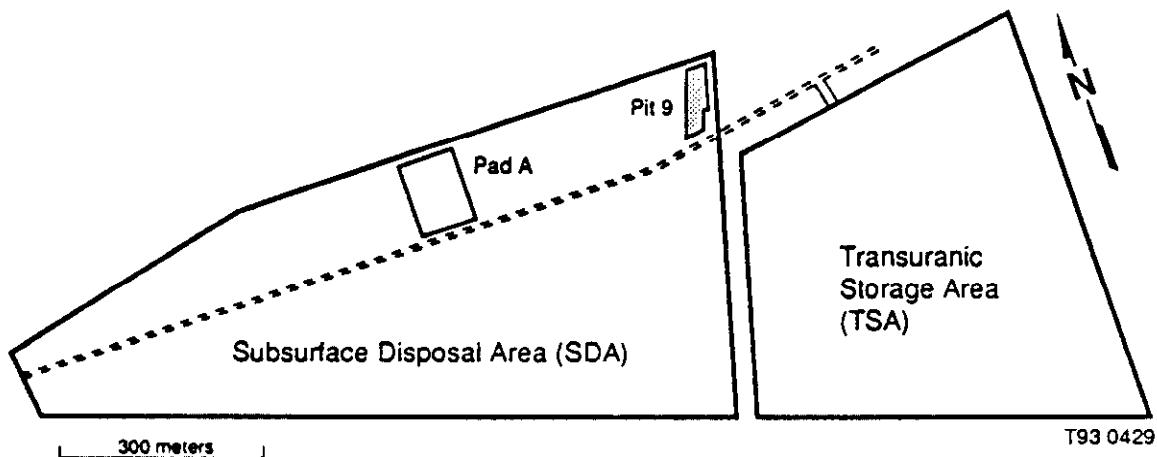 Pit 9
N
Pad A
Transuranic
Storage Area
(TSA)
Subsurface Disposal Area (SDA)
300 meters
T93 0429